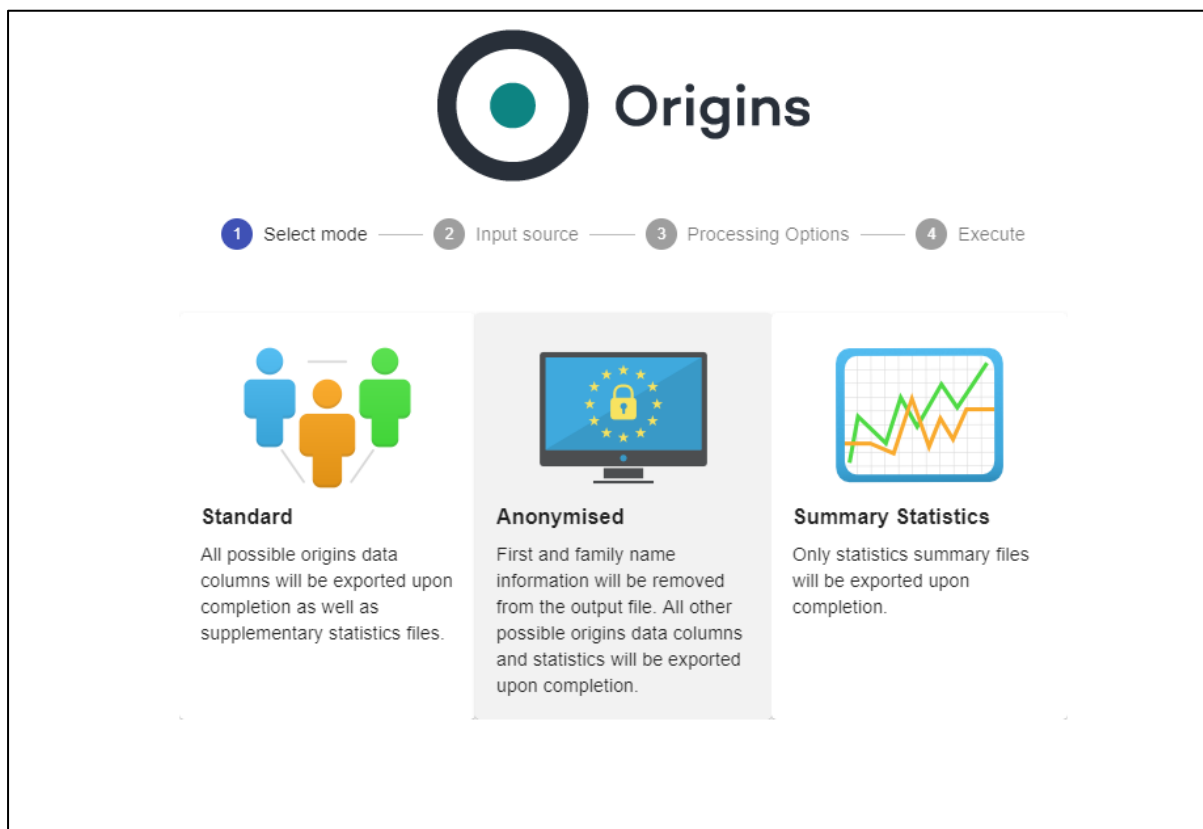 Origins
1 Select mode 2 Input source 3 Processing Options 4 Execute
Standard
All possible origins data
columns will be exported upon
completion as well as
supplementary statistics files.
Anonymised
First and family name
information will be removed
from the output file. All other
possible origins data columns
and statistics will be exported
upon completion.
Summary Statistics
Only statistics summary files
will be exported upon
completion.